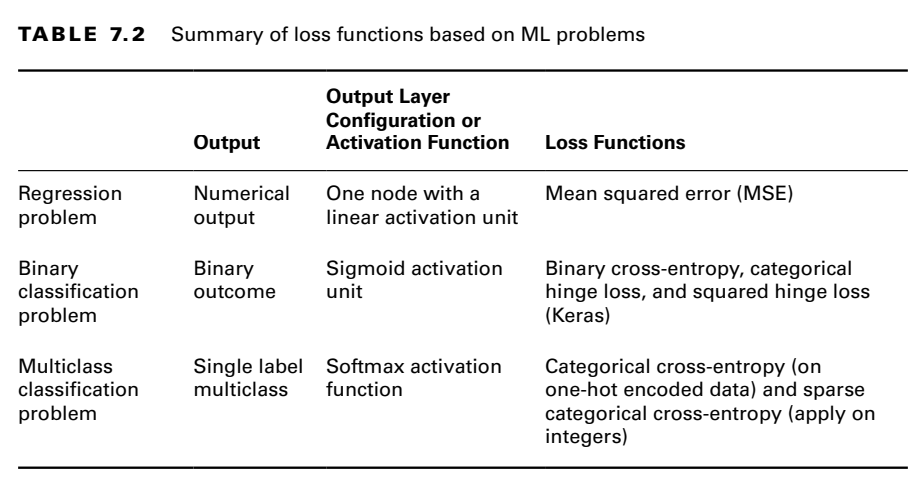 TABLE 7.2 Summary of loss functions based on ML problems
Output
Output Layer
Configuration or
Activation Function
Loss Functions
Regression
problem
Numerical
output
One node with a
linear activation unit
Mean squared error (MSE)
Binary
classification
problem
Binary
outcome
Sigmoid activation
unit
Binary cross-entropy, categorical
hinge loss, and squared hinge loss
(Keras)
Multiclass
classification
problem
Single label
multiclass
Softmax activation
function
Categorical cross-entropy (on
one-hot encoded data) and sparse
categorical cross-entropy (apply on
integers)